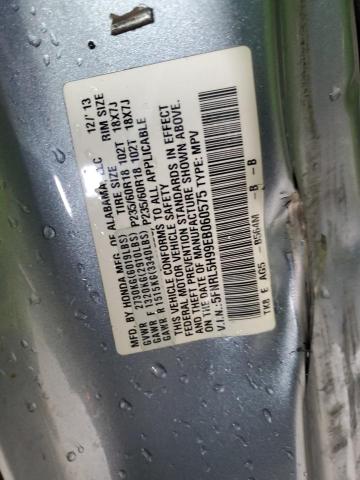 MFD. BY HONDA MFG. OF ALABAMA, LLC 12/'13
GVWR 2730KG(6019LBS) TIRE SIZE RIM SIZE
GAWR F 1320KG(2910LBS) P235/60R18 102T 18X7J
GAWR R 1515KG(3340LBS) P235/60R18 102T 18X7J
THIS VEHICLE CONFORMS TO ALL APPLICABLE
FEDERAL MOTOR VEHICLE SAFETY STANDARDS
AND THEFT PREVENTION STANDARDS IN EFFECT
ON THE DATE OF MANUFACTURE SHOWN ABOVE.
V.I.N.:5FNRL5H99EB060575 TYPE: MPV
TK8 E AG5 B564M - B - B